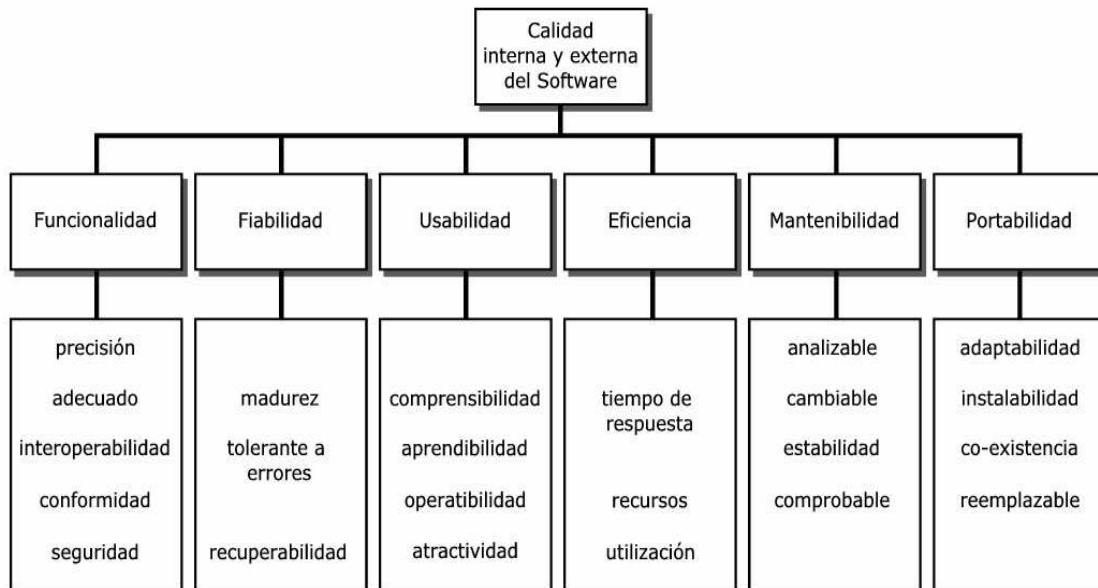 Calidad
interna y externa
del Software
Funcionalidad
Fiabilidad
Usabilidad
Eficiencia
Mantenibilidad
Portabilidad
precisión
adecuado
interoperabilidad
conformidad
seguridad
madurez
tolerante a
errores
recuperabilidad
comprensibilidad
aprendibilidad
operatibilidad
atractividad
tiempo de
respuesta
recursos
utilización
analizable
cambiable
estabilidad
comprobable
adaptabilidad
instalabilidad
co-existencia
reemplazable